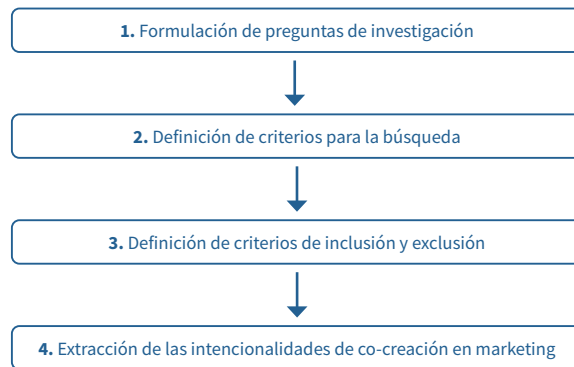 1. Formulación de preguntas de investigación
2. Definición de criterios para la búsqueda
3. Definición de criterios de inclusión y exclusión
4. Extracción de las intencionalidades de co-creación en marketing